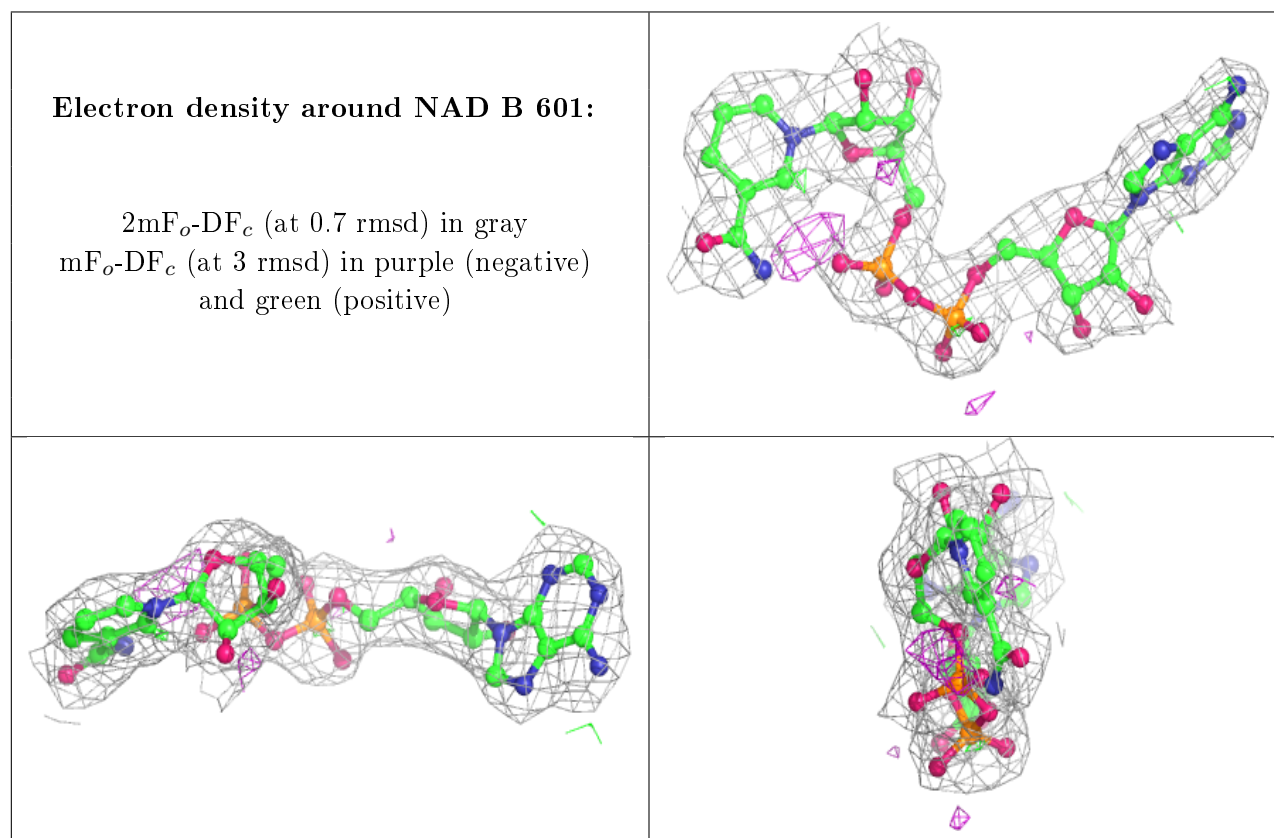 Electron density around NAD B 601:
2mFo-DFc (at 0.7 rmsd) in gray
mFo-DFc (at 3 rmsd) in purple (negative)
and green (positive)